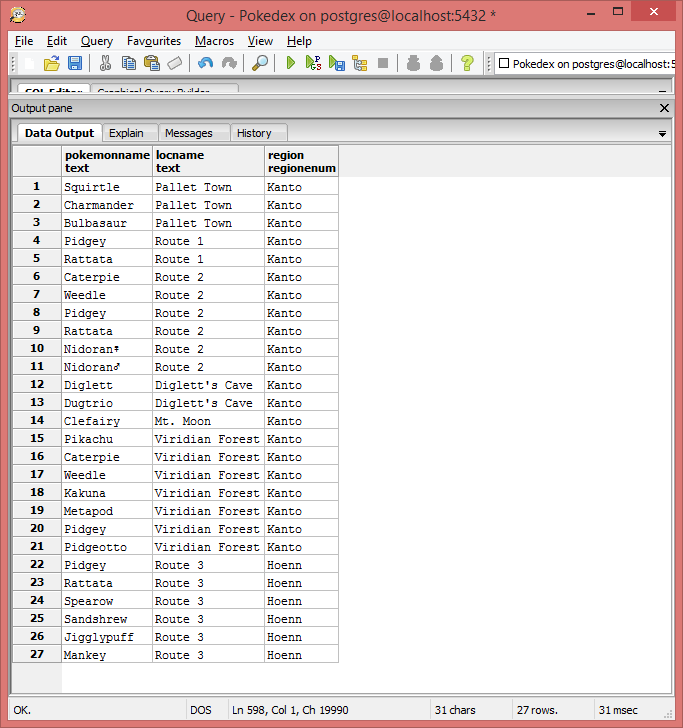 Query - Pokedex on postgres@localhost:5432 *
File Edit Query Favourites Macros View Help
Pokedex on postgres@localhost:5
SQL Editor Graphical Query Builder
Output pane
Data Output Explain Messages History
pokemonname locname region
text text regionenum
1 Squirtle Pallet Town Kanto
2 Charmander Pallet Town Kanto
3 Bulbasaur Pallet Town Kanto
4 Pidgey Route 1 Kanto
5 Rattata Route 1 Kanto
6 Caterpie Route 2 Kanto
7 Weedle Route 2 Kanto
8 Pidgey Route 2 Kanto
9 Rattata Route 2 Kanto
10 Nidoran♀ Route 2 Kanto
11 Nidoran♂ Route 2 Kanto
12 Diglett Diglett's Cave Kanto
13 Dugtrio Diglett's Cave Kanto
14 Clefairy Mt. Moon Kanto
15 Pikachu Viridian Forest Kanto
16 Caterpie Viridian Forest Kanto
17 Weedle Viridian Forest Kanto
18 Kakuna Viridian Forest Kanto
19 Metapod Viridian Forest Kanto
20 Pidgey Viridian Forest Kanto
21 Pidgeotto Viridian Forest Kanto
22 Pidgey Route 3 Hoenn
23 Rattata Route 3 Hoenn
24 Spearow Route 3 Hoenn
25 Sandshrew Route 3 Hoenn
26 Jigglypuff Route 3 Hoenn
27 Mankey Route 3 Hoenn
OK. DOS Ln 598, Col 1, Ch 19990 31 chars 27 rows. 31 msec